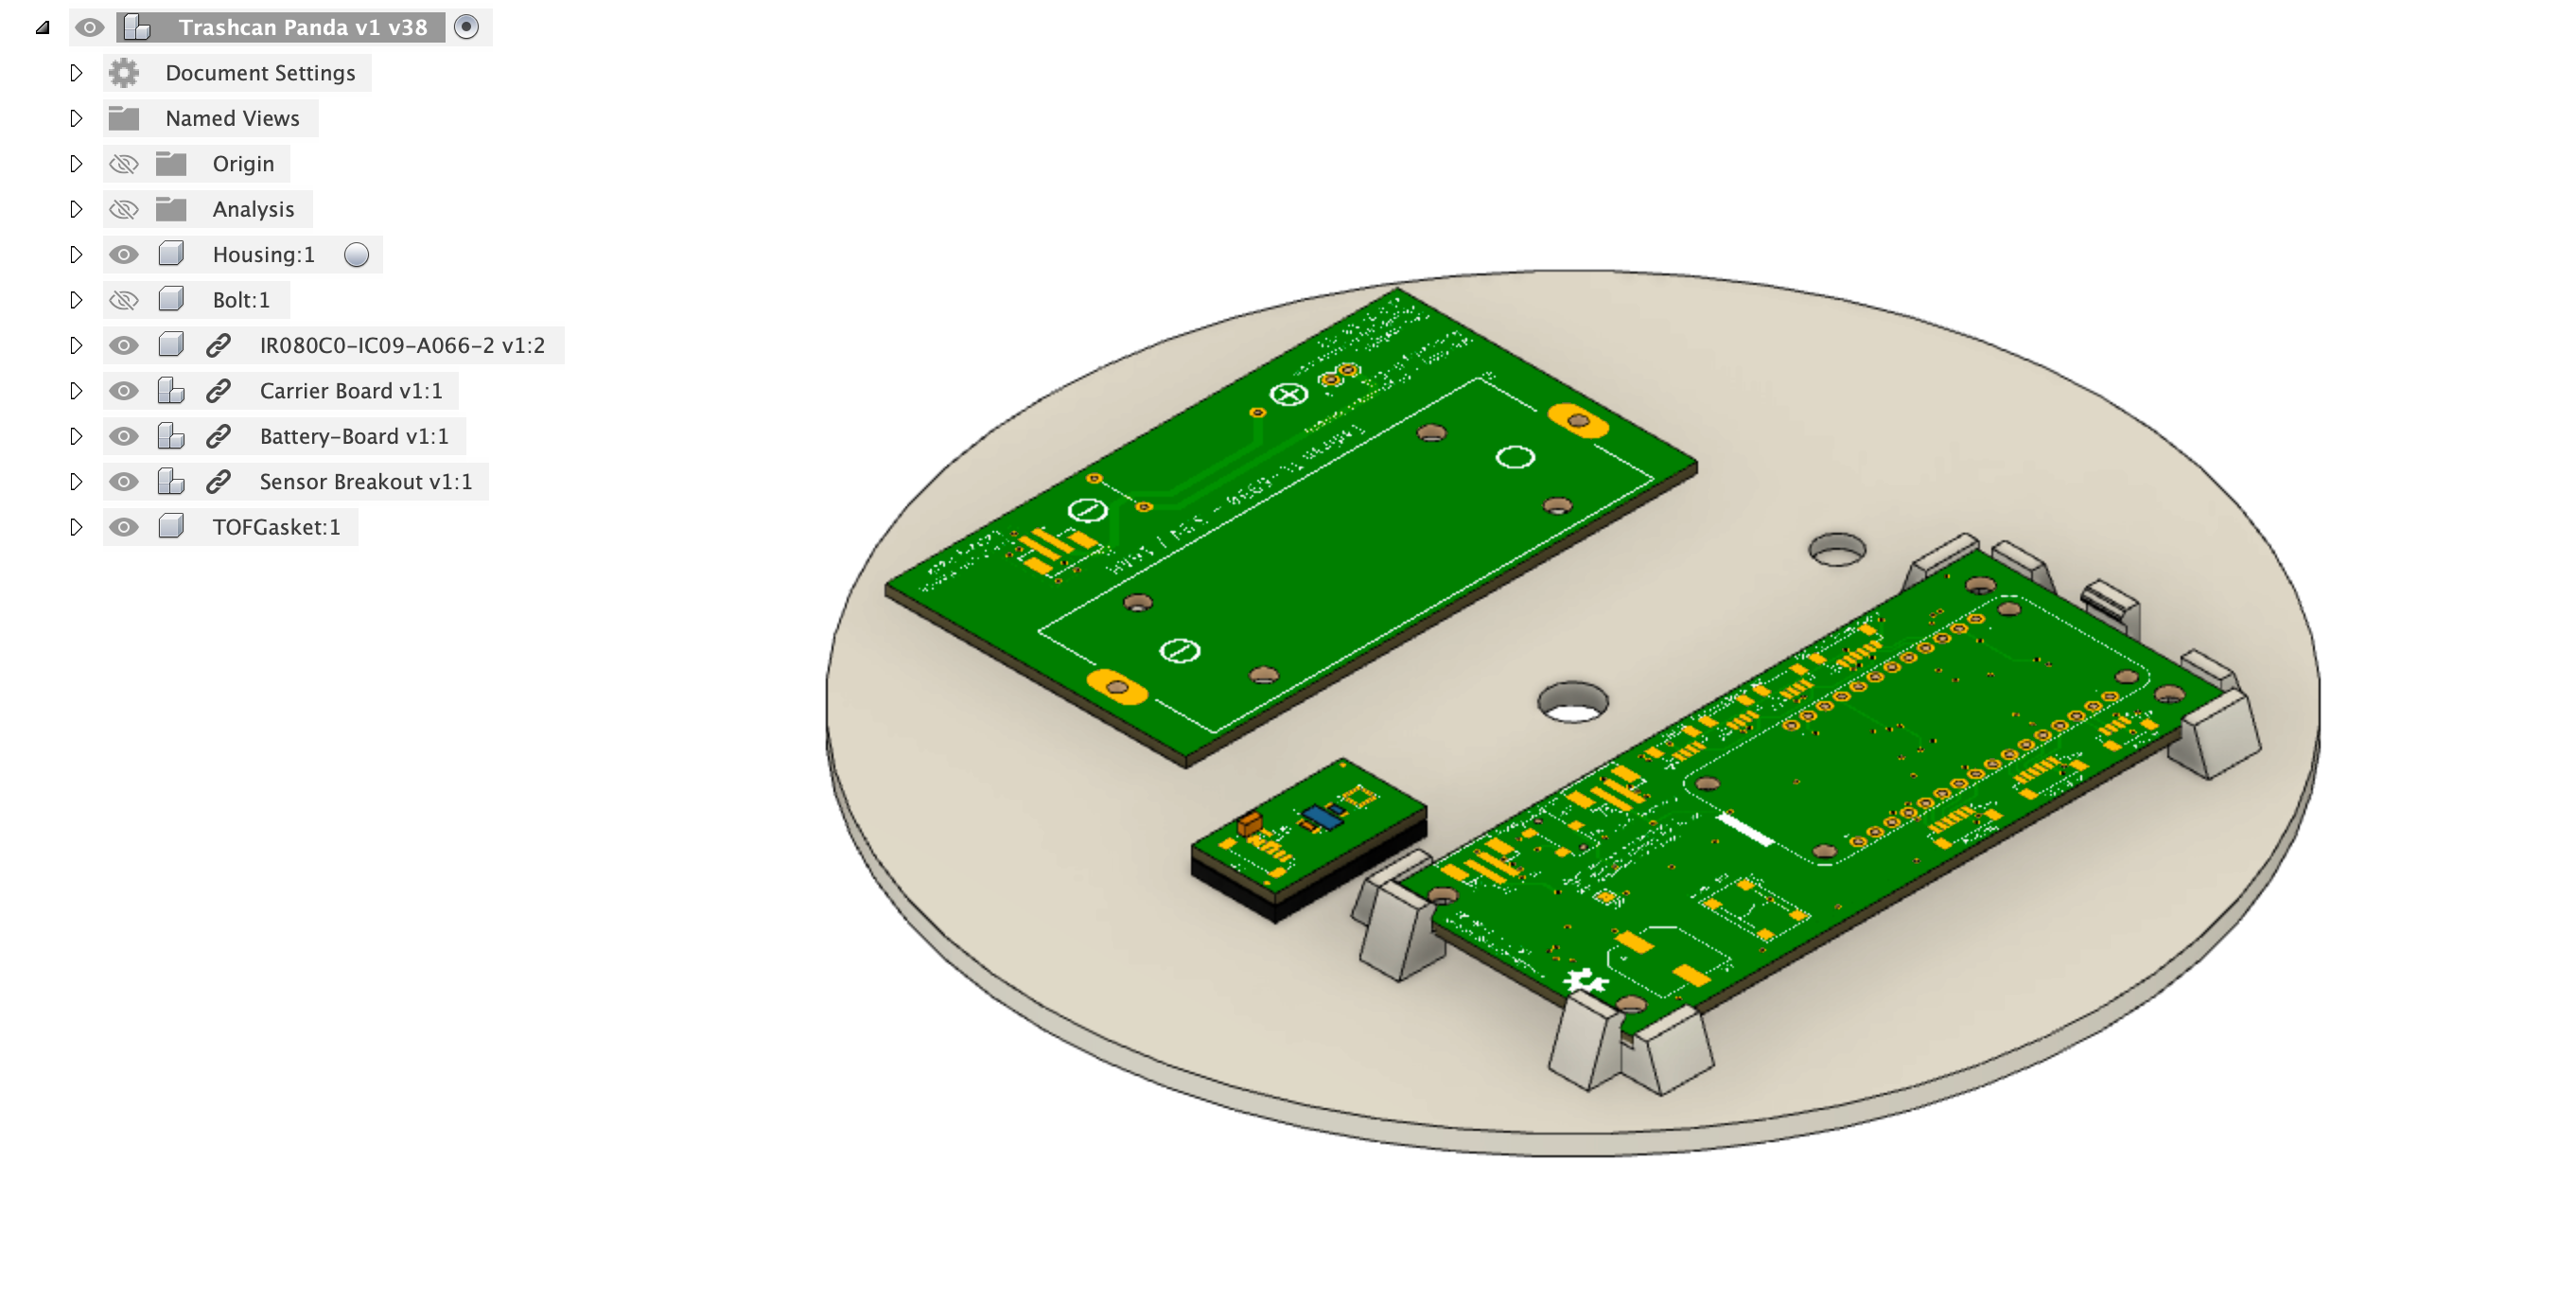 Trashcan Panda v1 v38
Document Settings
Named Views
Origin
Analysis
Housing:1
Bolt:1
IR080C0-IC09-A066-2 v1:2
Carrier Board v1:1
Battery-Board v1:1
Sensor Breakout v1:1
TOFGasket:1